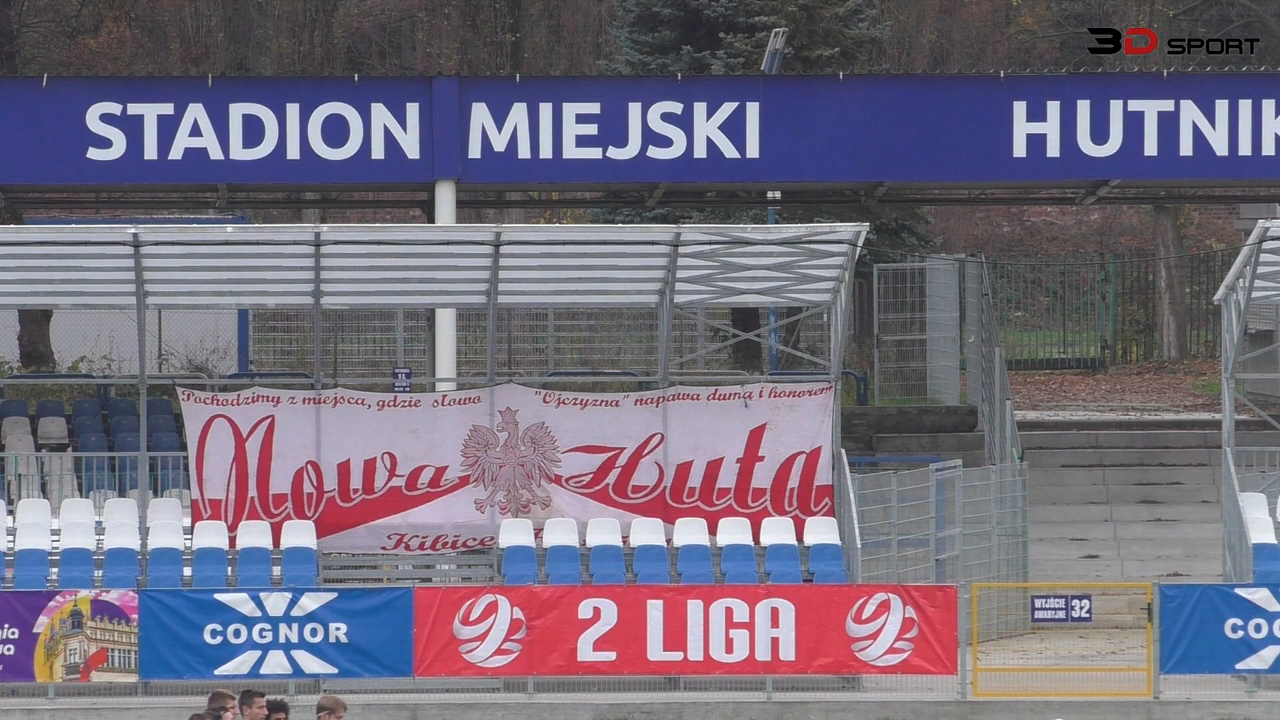 3D SPORT
STADION MIEJSKI HUTNIK
Pochodzimy z miejsca, gdzie słowo "Ojczyzna" napawa dumą i honorem
Nowa Huta
Kibice
COGNOR
2 LIGA
WYJŚCIE
AWARYJNE 32